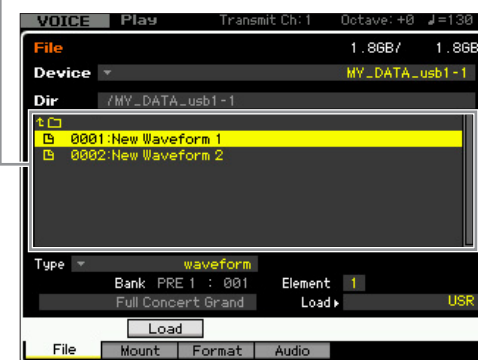 VOICE Play Transmit Ch:1 Octave:+0 ♩=130
File 1.8GB/ 1.8GB
Device MY_DATA_usb1-1
Dir /MY_DATA_usb1-1
0001:New Waveform 1
0002:New Waveform 2
Type waveform
Bank PRE 1 : 001 Element 1
Full Concert Grand Load USR
Load
File Mount Format Audio